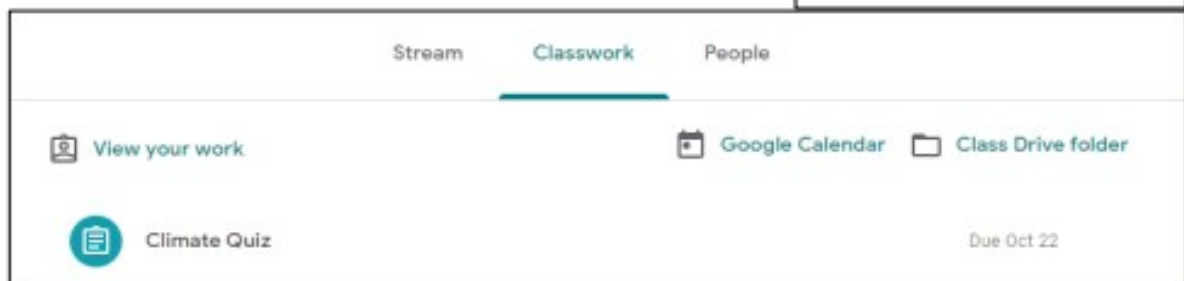 Stream Classwork People
View your work Google Calendar Class Drive folder
Climate Quiz Due Oct 22